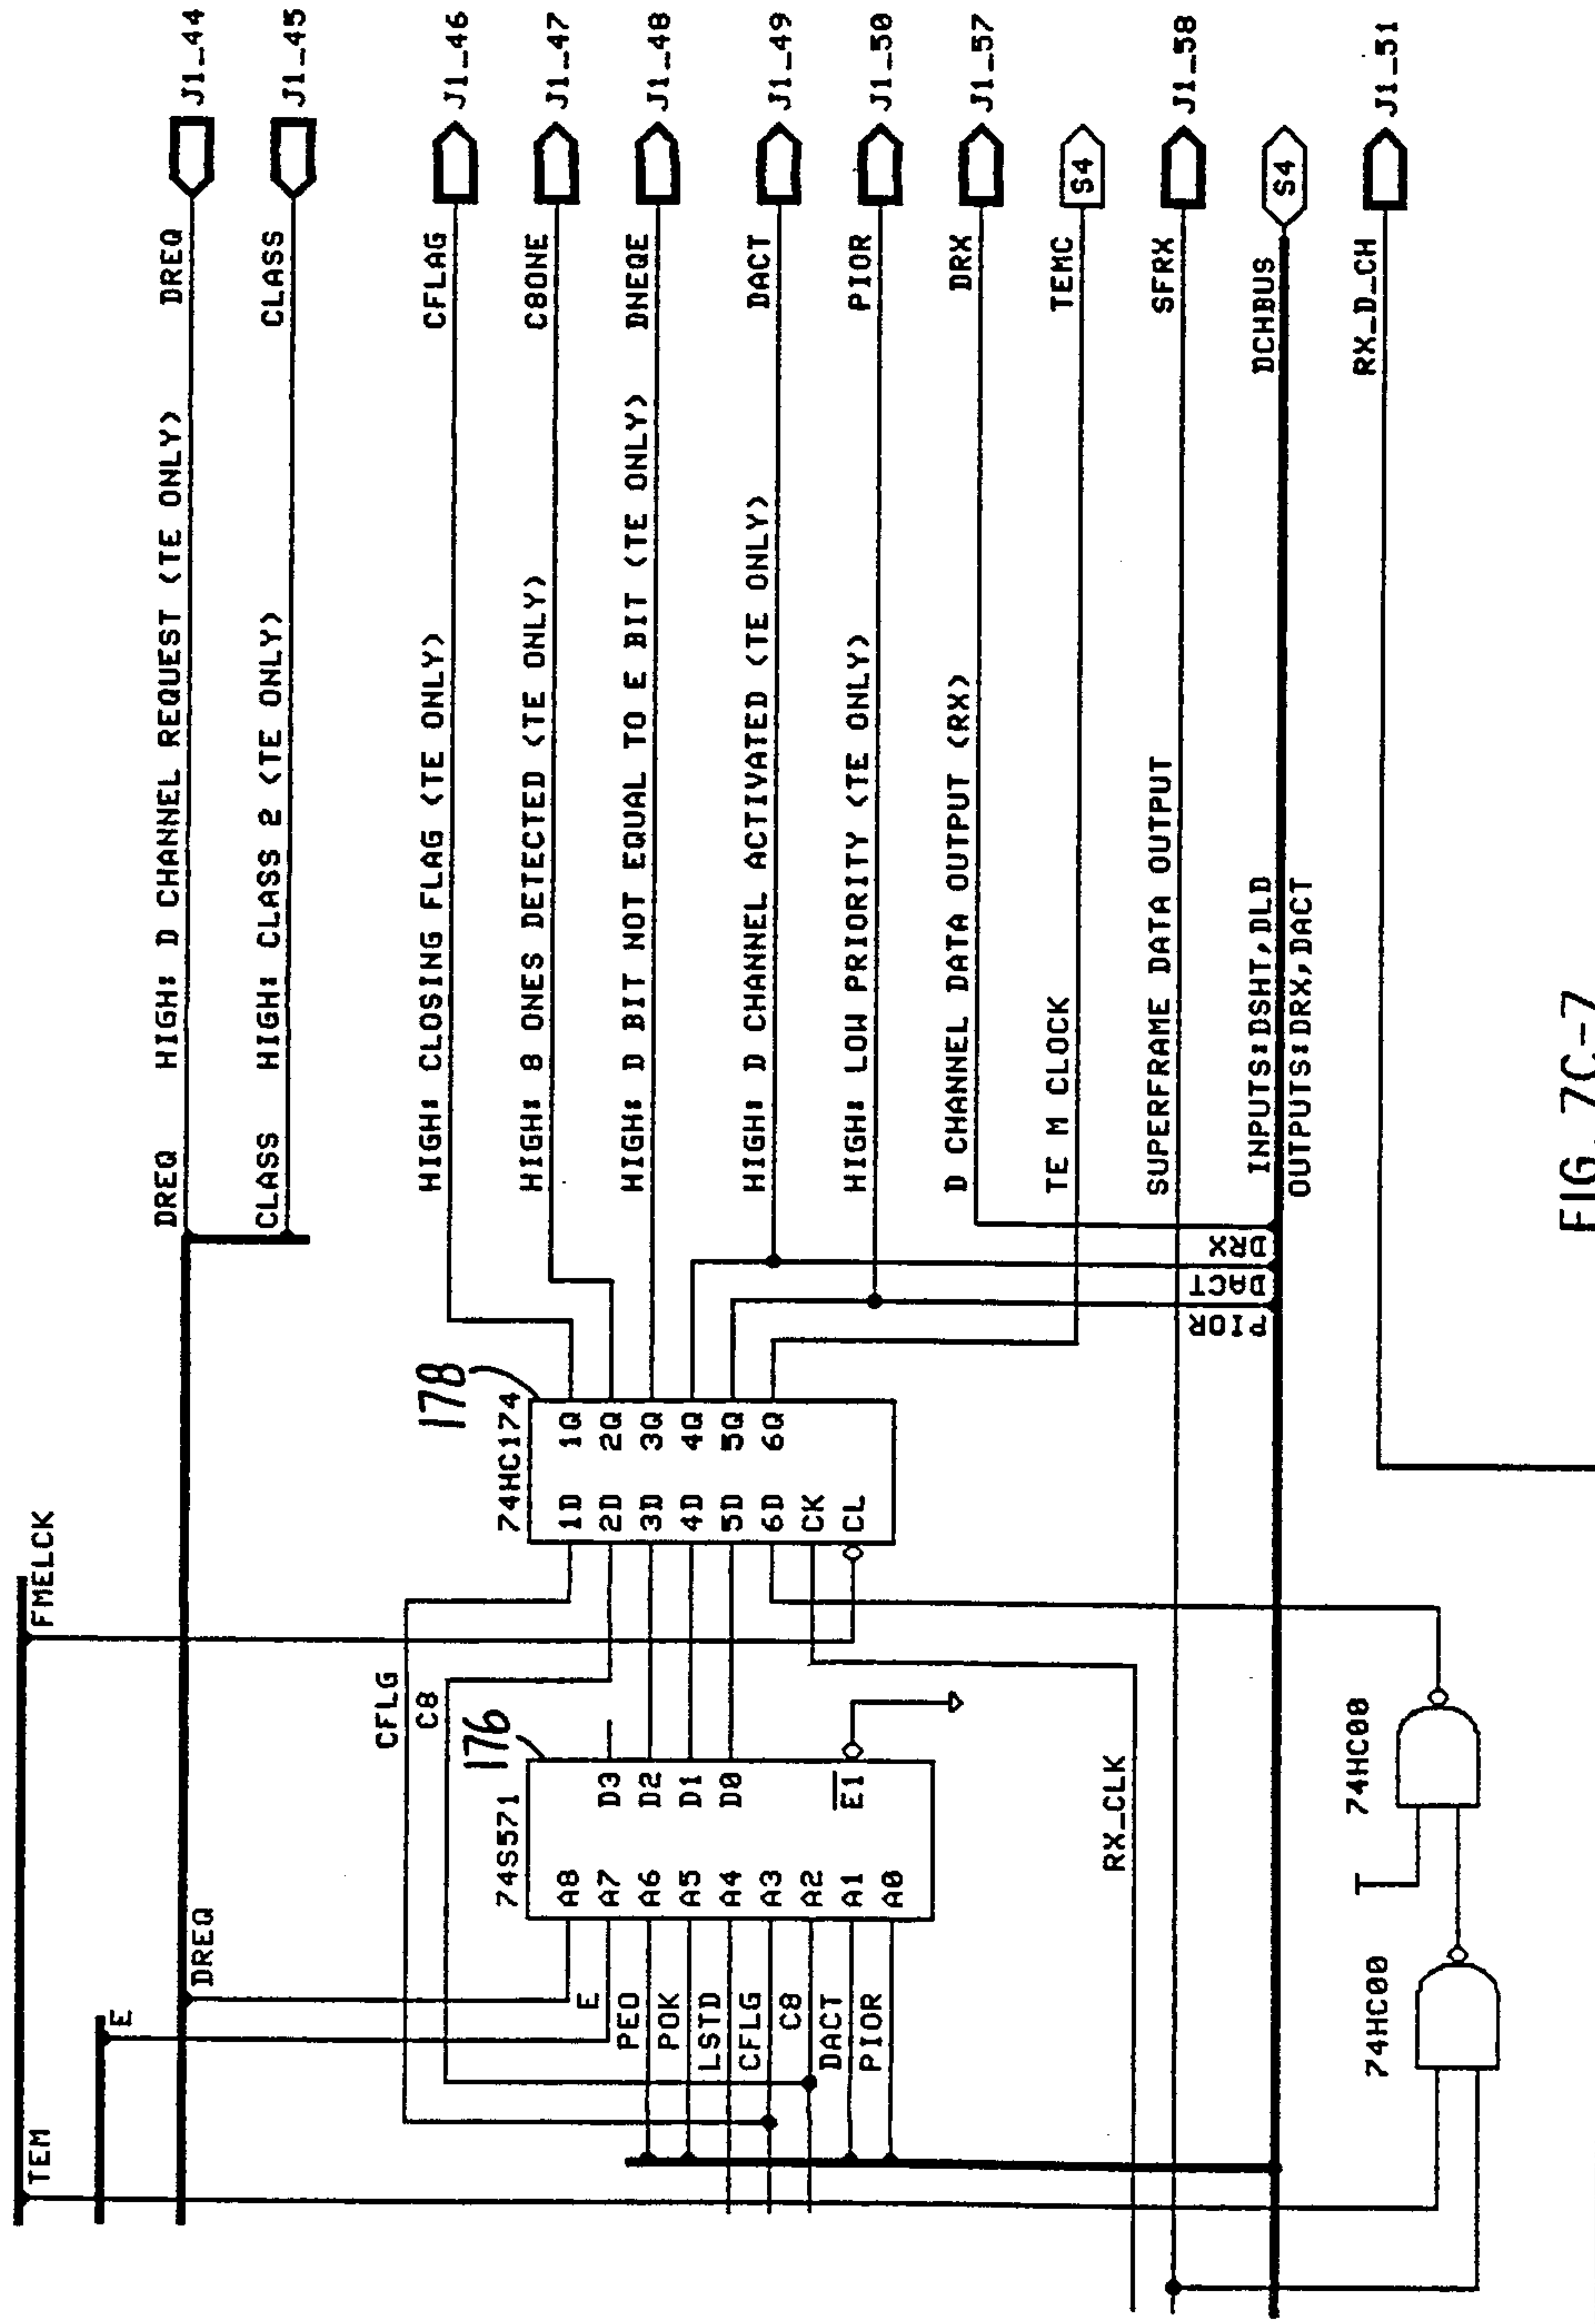 TEM
FMELCK
E
DREQ
DREQ HIGH: D CHANNEL REQUEST (TE ONLY) DREQ J1_44
CLASS HIGH: CLASS 2 (TE ONLY) CLASS J1_45
HIGH: CLOSING FLAG (TE ONLY) CFLAG J1_46
HIGH: 8 ONES DETECTED (TE ONLY) C8ONE J1_47
HIGH: D BIT NOT EQUAL TO E BIT (TE ONLY) DNEQE J1_48
HIGH: D CHANNEL ACTIVATED (TE ONLY) DACT J1_49
HIGH: LOW PRIORITY (TE ONLY) PIOR J1_50
D CHANNEL DATA OUTPUT (RX) DRX J1_57
TE M CLOCK TEMC S4
SUPERFRAME DATA OUTPUT SFRX J1_58
INPUTS:DSHT,DLD DCHBUS S4
OUTPUTS:DRX,DACT
RX_D_CH J1_51
CFLG
C8
176
74S571
E
PEO
POK
LSTD
CFLG
C8
DACT
PIOR
A8
A7
A6
A5
A4
A3
A2
A1
A0
D3
D2
D1
D0
E1
178
74HC174
1D 1Q
2D 2Q
3D 3Q
4D 4Q
5D 5Q
6D 6Q
CK
CL
PIOR
DACT
DRX
RX_CLK
74HC00
74HC00
FIG. 7C-7